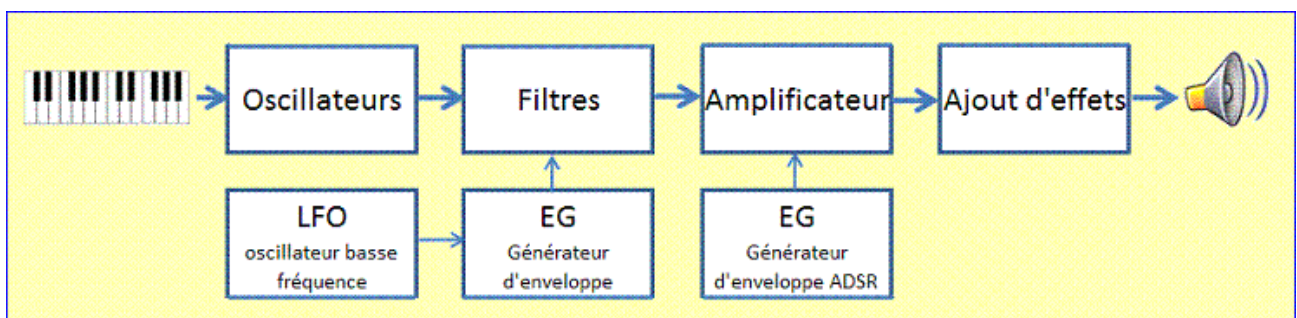 Oscillateurs
Filtres
Amplificateur
Ajout d'effets
LFO
oscillateur basse
fréquence
EG
Générateur
d'enveloppe
EG
Générateur
d'enveloppe ADSR